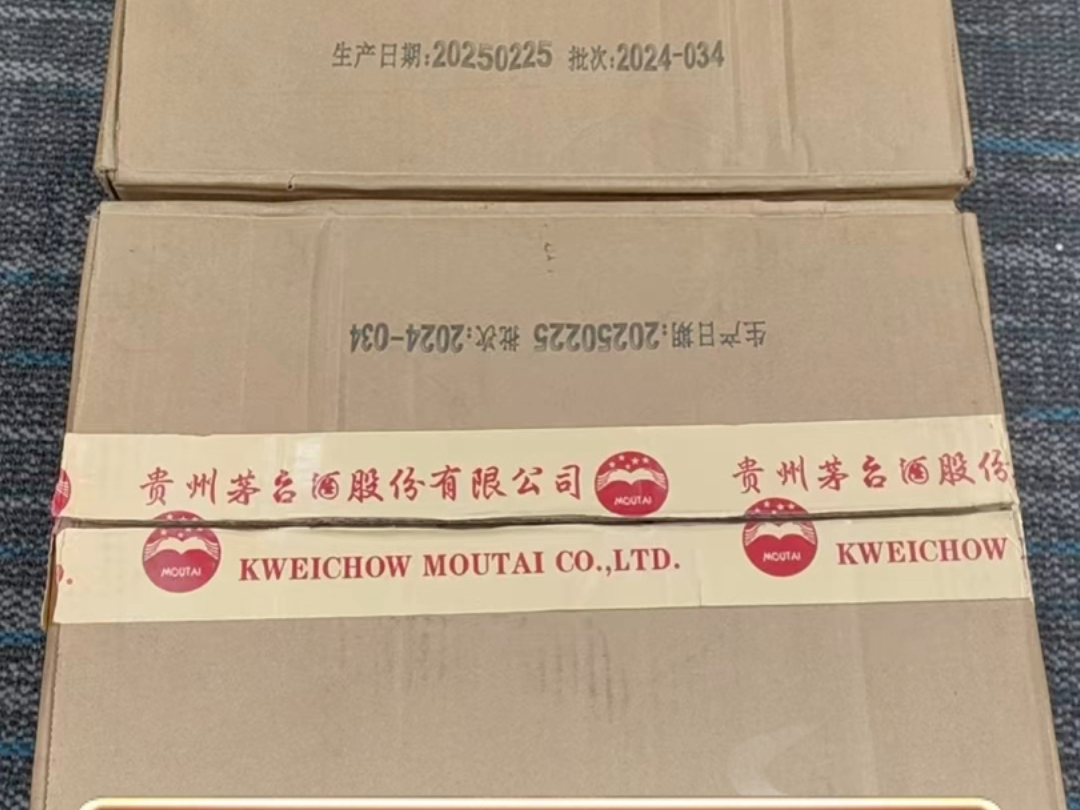 生产日期:20250225 批次:2024-034
生产日期:20250225 批次:2024-034
贵州茅台酒股份有限公司 MOUTAI 贵州茅台酒股份
MOUTAI KWEICHOW MOUTAI CO.,LTD. MOUTAI KWEICHOW